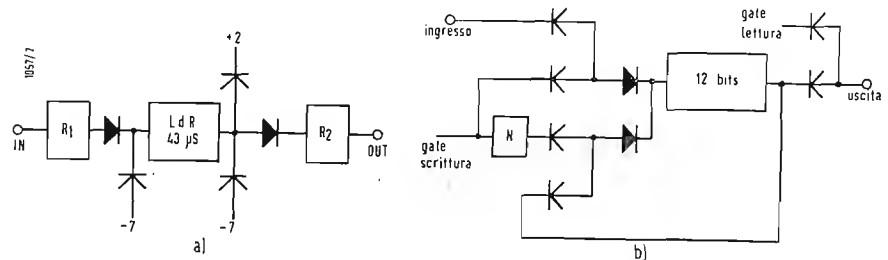 1057/7
IN
R1
LdR
43 µS
+2
-7
-7
R2
OUT
a)
ingresso
gate
scrittura
N
12 bits
gate
lettura
uscita
b)